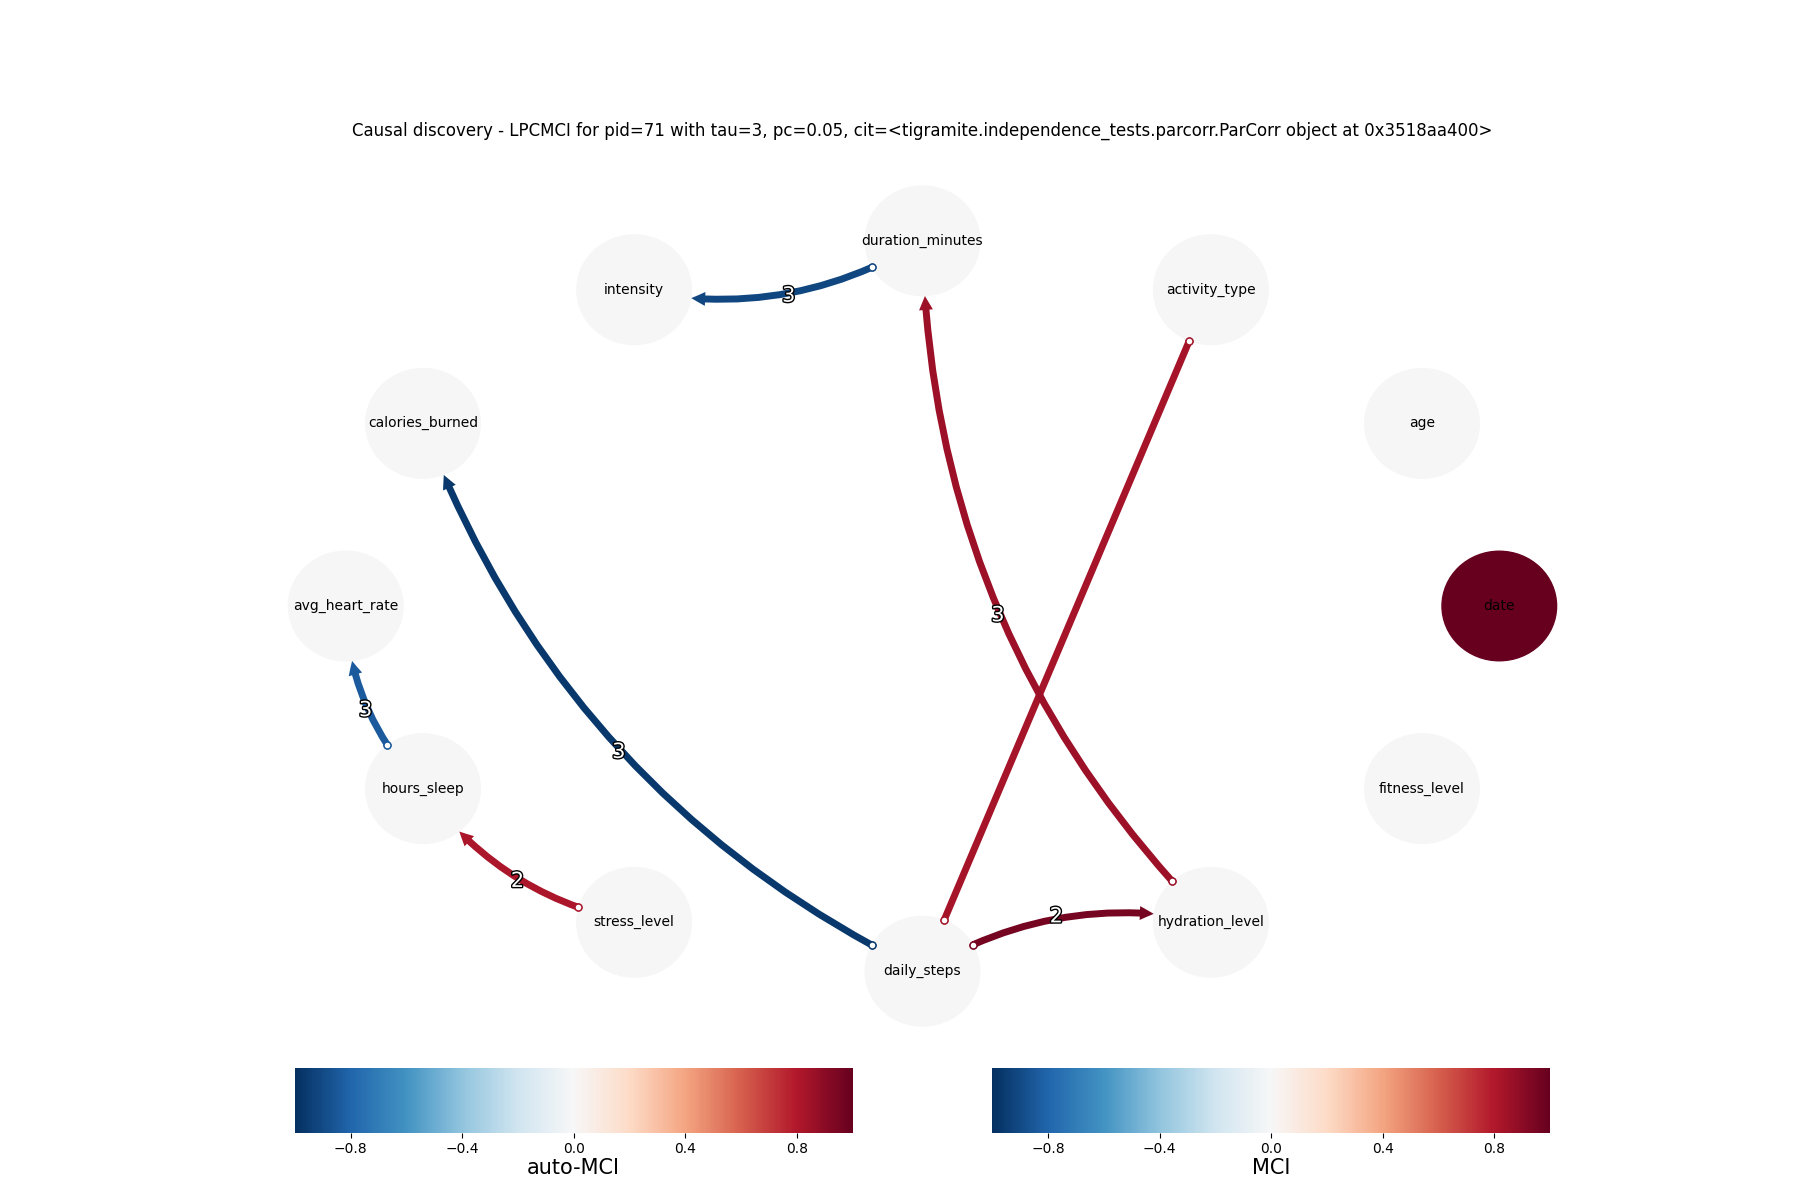 Causal discovery - LPCMCI for pid=71 with tau=3, pc=0.05, cit=<tigramite.independence_tests.parcorr.ParCorr object at 0x3518aa400>
duration_minutes
intensity
activity_type
3
calories_burned
age
avg_heart_rate
date
3
3
3
hours_sleep
fitness_level
2
stress_level
2
hydration_level
daily_steps
−0.8 −0.4 0.0 0.4 0.8
auto-MCI
−0.8 −0.4 0.0 0.4 0.8
MCI